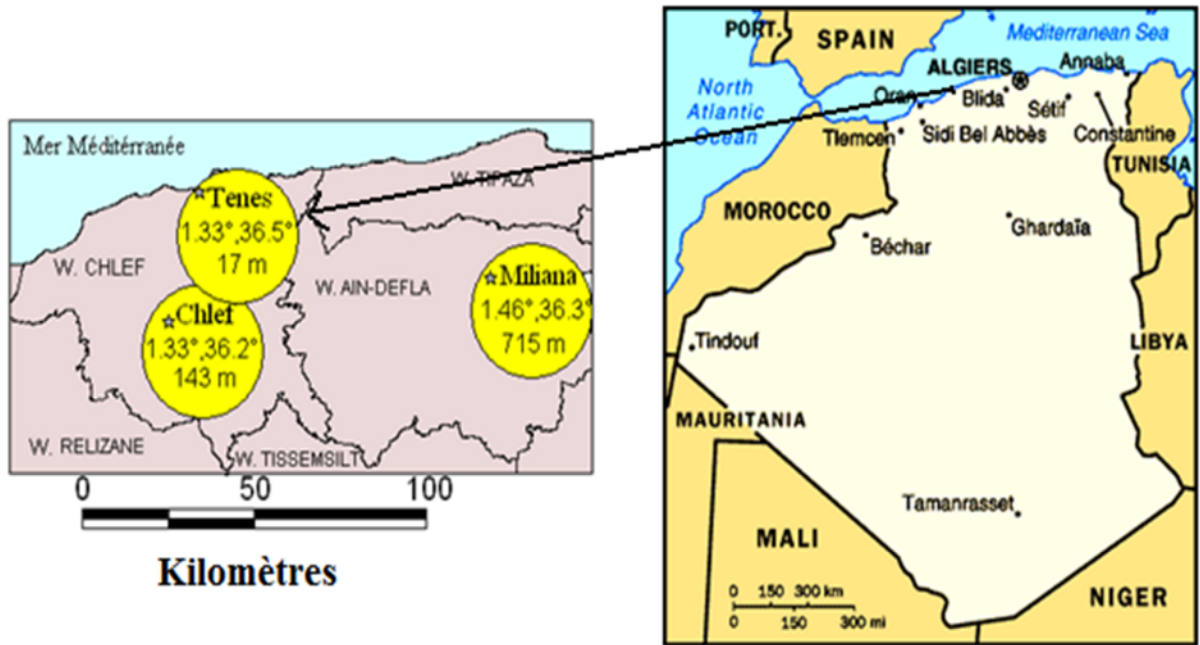 Mer Méditérranée
Tenes
1.33°,36.5°
17 m
W. TIPAZA
W. CHLEF
W. AIN-DEFLA
Miliana
1.46°,36.3°
715 m
Chlef
1.33°,36.2°
143 m
W. RELIZANE
W. TISSEMSILT
0 50 100
Kilomètres
PORT.
SPAIN
Mediterranean Sea
North
Atlantic
Ocean
ALGIERS
Annaba
Oran
Blida
Sétif
Tlemcen
Sidi Bel Abbès
Constantine
TUNISIA
MOROCCO
Ghardaïa
Béchar
Tindouf
LIBYA
MAURITANIA
Tamanrasset
MALI
NIGER
0 150 300 km
0 150 300 mi